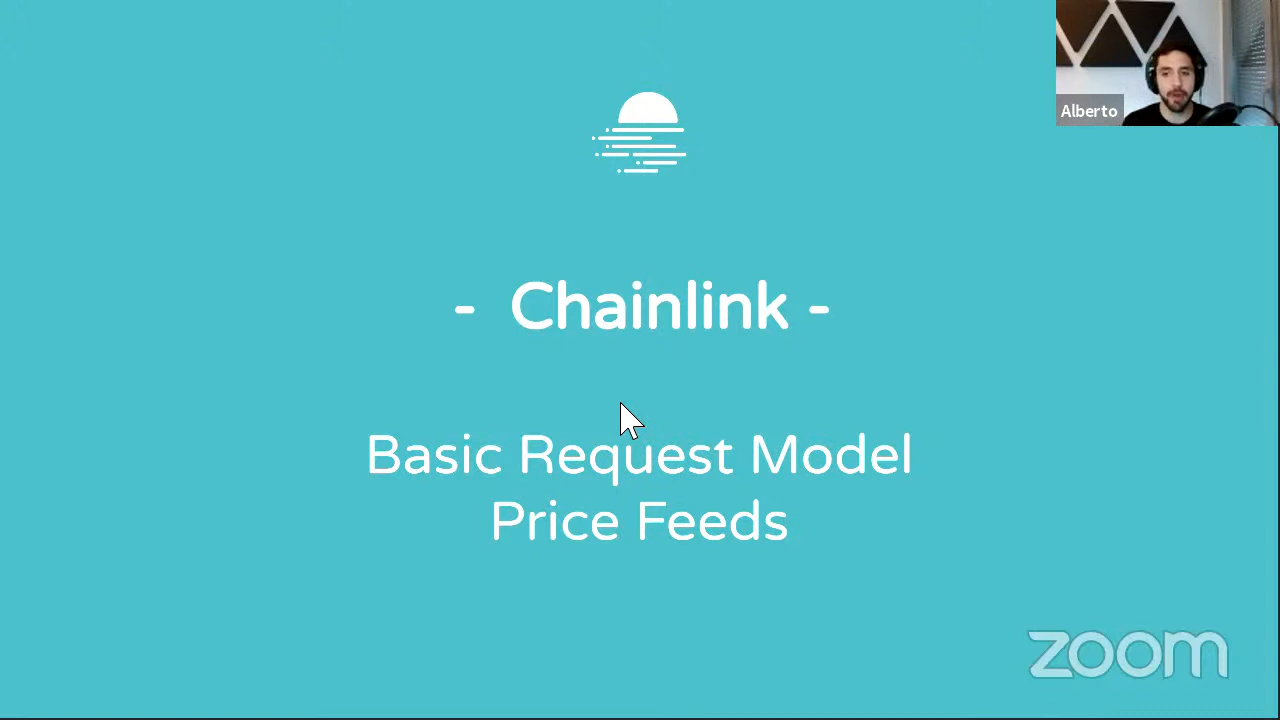 Alberto
- Chainlink -
Basic Request Model
Price Feeds
zoom